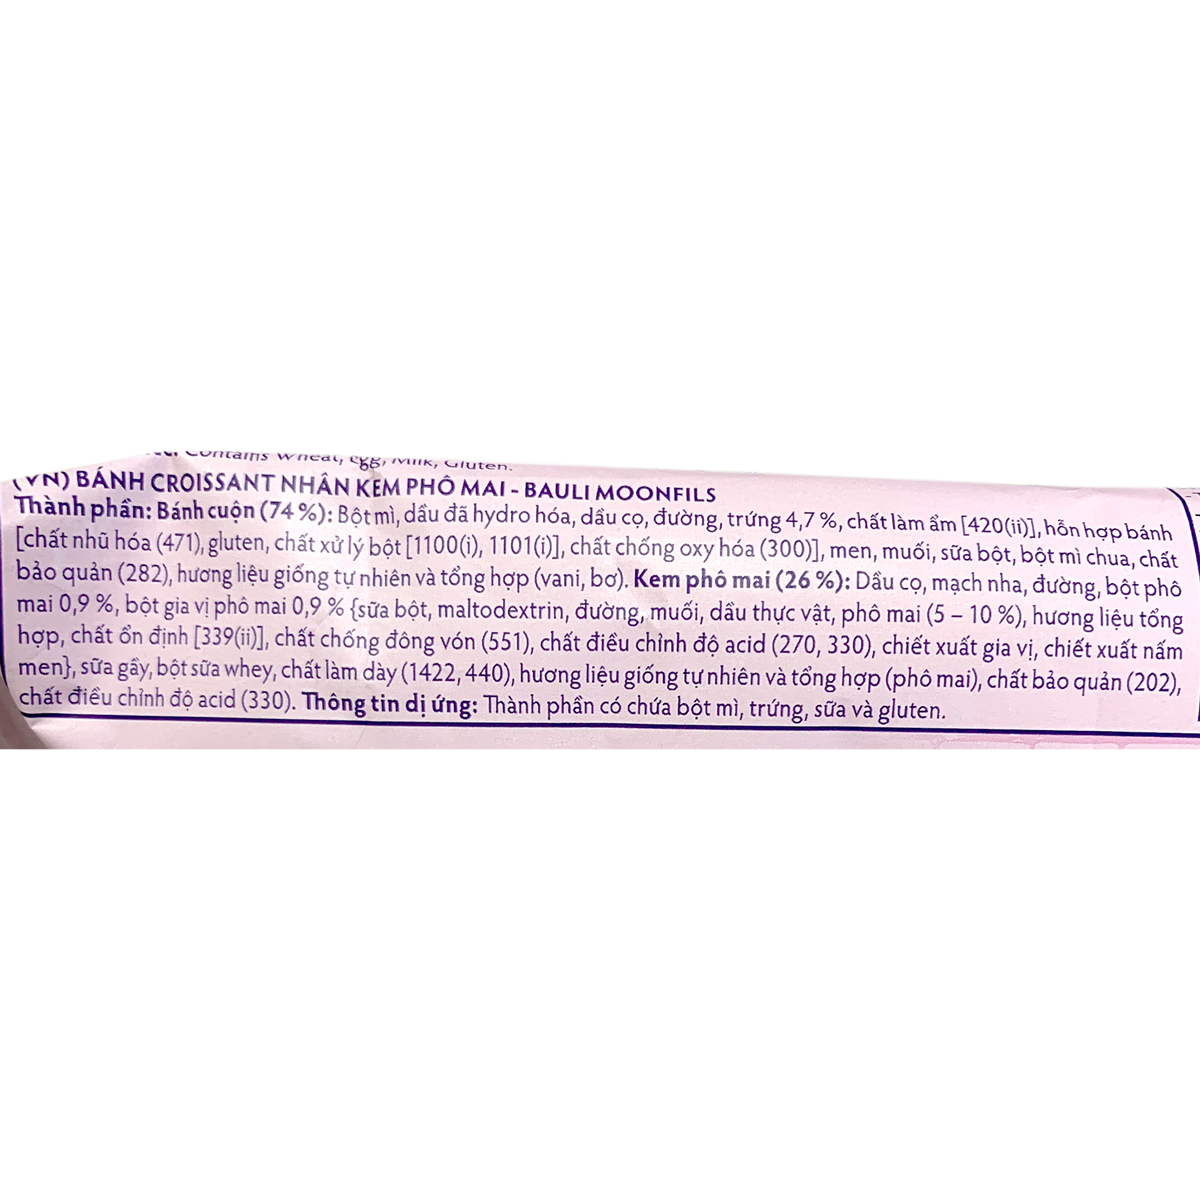 Contains Wheat, Egg, Milk, Gluten.
(VN) BÁNH CROISSANT NHÂN KEM PHÔ MAI - BAULI MOONFILS
Thành phần: Bánh cuộn (74 %): Bột mì, dầu đã hydro hóa, dầu cọ, đường, trứng 4,7 %, chất làm ẩm [420(ii)], hỗn hợp bánh
[chất nhũ hóa (471), gluten, chất xử lý bột [1100(i), 1101(i)], chất chống oxy hóa (300)], men, muối, sữa bột, bột mì chua, chất
bảo quản (282), hương liệu giống tự nhiên và tổng hợp (vani, bơ). Kem phô mai (26 %): Dầu cọ, mạch nha, đường, bột phô
mai 0,9 %, bột gia vị phô mai 0,9 % {sữa bột, maltodextrin, đường, muối, dầu thực vật, phô mai (5 – 10 %), hương liệu tổng
hợp, chất ổn định [339(ii)], chất chống đông vón (551), chất điều chỉnh độ acid (270, 330), chiết xuất gia vị, chiết xuất nấm
men}, sữa gầy, bột sữa whey, chất làm dày (1422, 440), hương liệu giống tự nhiên và tổng hợp (phô mai), chất bảo quản (202),
chất điều chỉnh độ acid (330). Thông tin dị ứng: Thành phần có chứa bột mì, trứng, sữa và gluten.